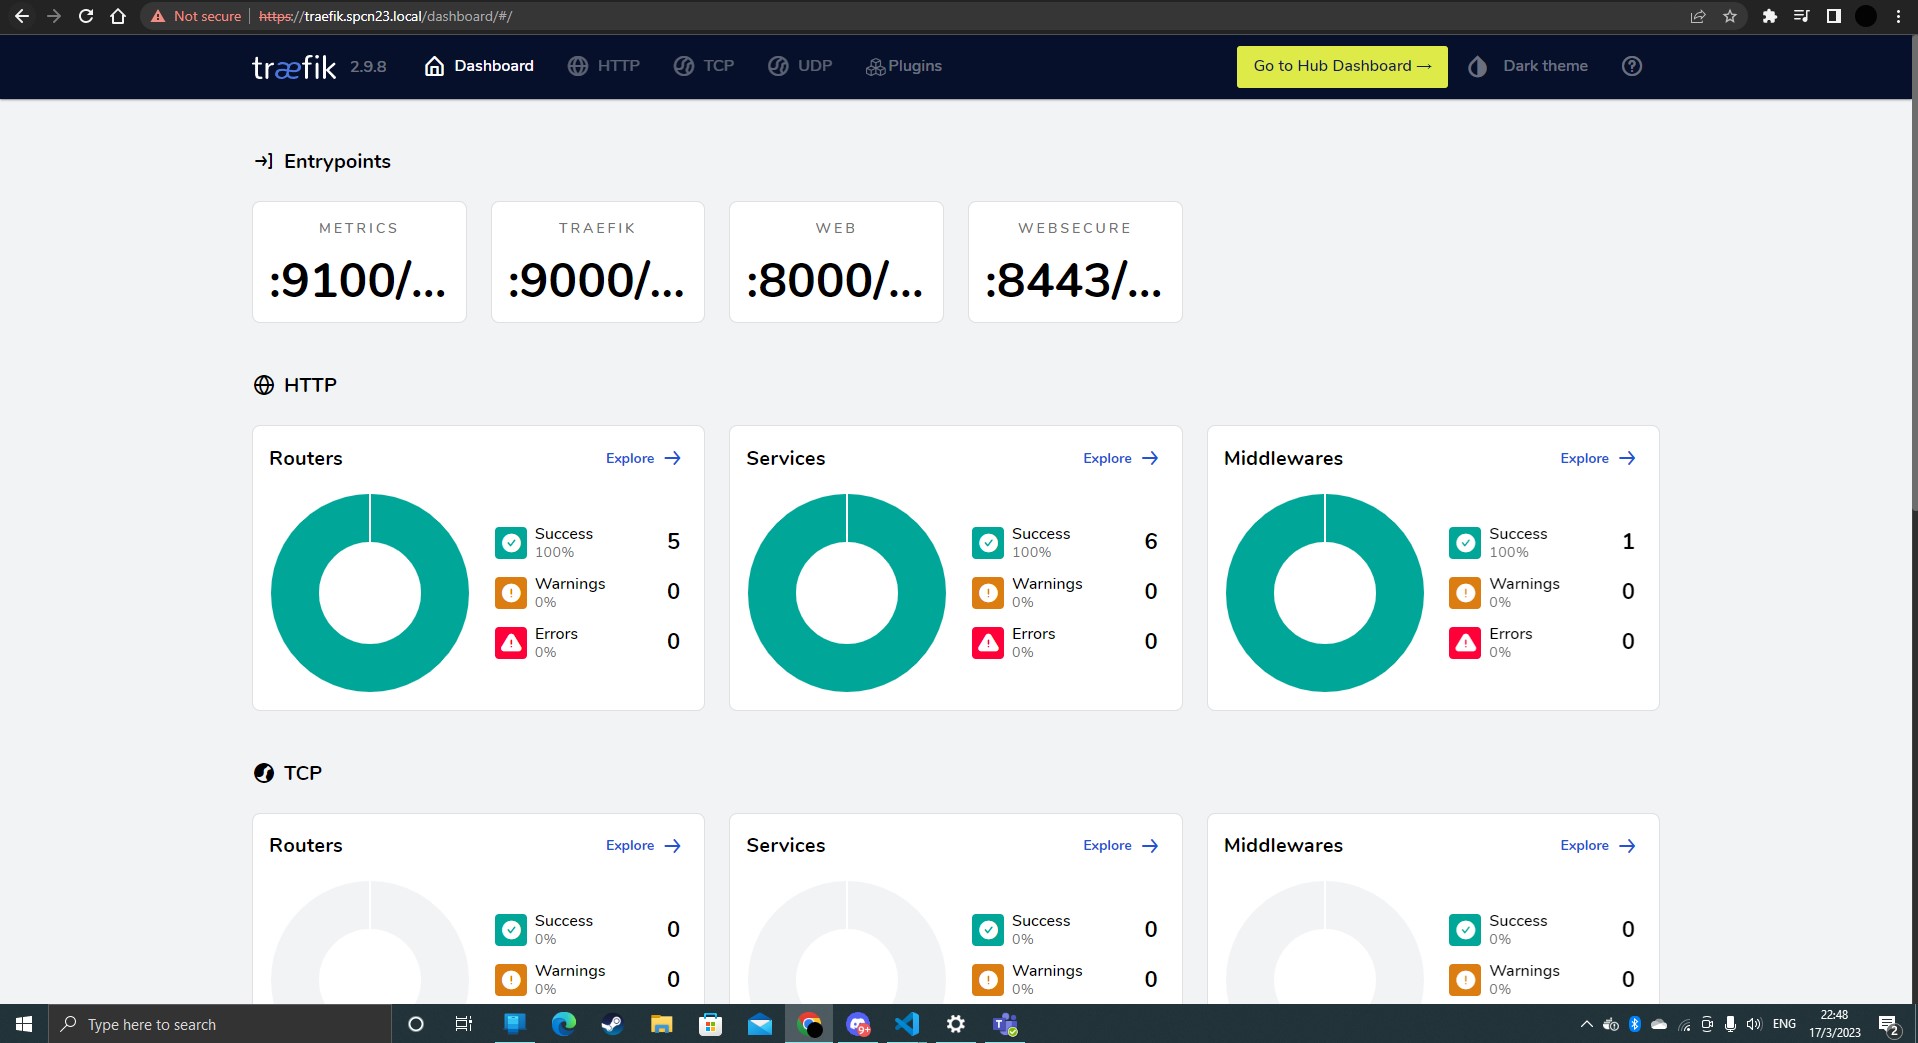 Not secure https://traefik.spcn23.local/dashboard/#/
træfik 2.9.8 Dashboard HTTP TCP UDP Plugins Go to Hub Dashboard → Dark theme
Entrypoints
METRICS TRAEFIK WEB WEBSECURE
:9100/... :9000/... :8000/... :8443/...
HTTP
Routers Explore Services Explore Middlewares Explore
Success 5 Success 6 Success 1
100% 100% 100%
Warnings 0 Warnings 0 Warnings 0
0% 0% 0%
Errors 0 Errors 0 Errors 0
0% 0% 0%
TCP
Routers Explore Services Explore Middlewares Explore
Success 0 Success 0 Success 0
0% 0% 0%
Warnings 0 Warnings 0 Warnings 0
0% 0% 0%
Type here to search 9+ ENG 22:48
17/3/2023 2